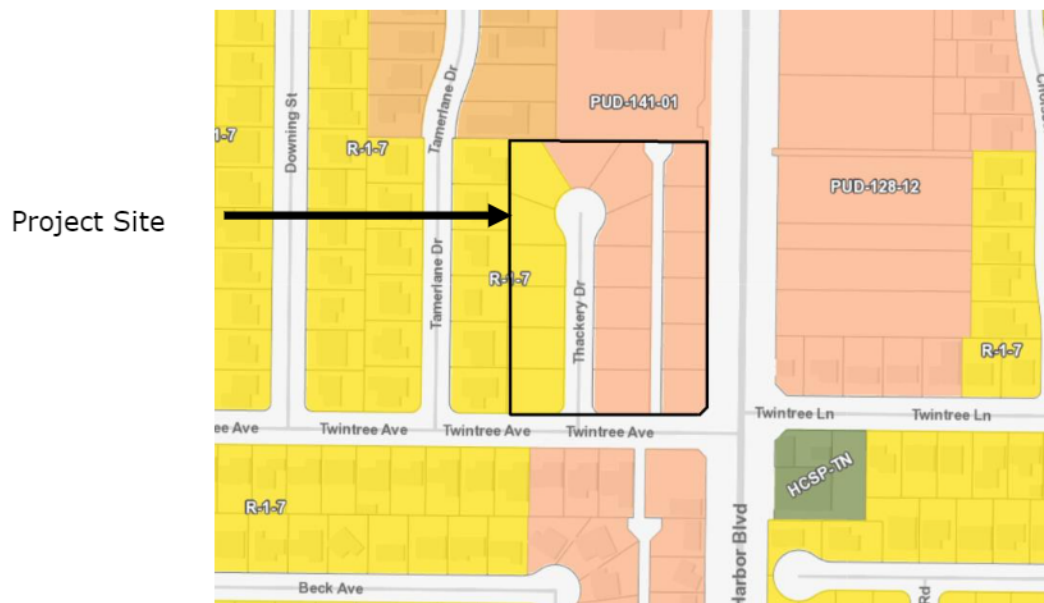 PUD-141-01
Downing St
Tamerlane Dr
1-7
R-1-7
PUD-128-12
Project Site
R-1-7
Tamerlane Dr
Thackery Dr
R-1-7
Twintree Ln
Twintree Ln
ee Ave
Twintree Ave
Twintree Ave
Twintree Ave
HCSP-TN
R-1-7
Harbor Blvd
Beck Ave
Rd